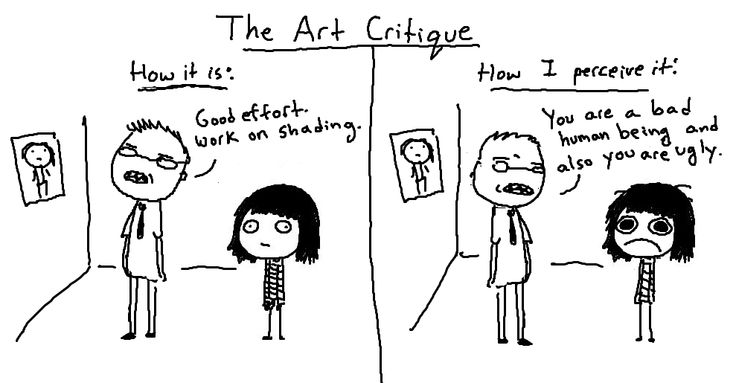 The Art Critique
How it is:
Good effort.
work on shading.
How I perceive it:
You are a bad
human being and
also you are ugly.